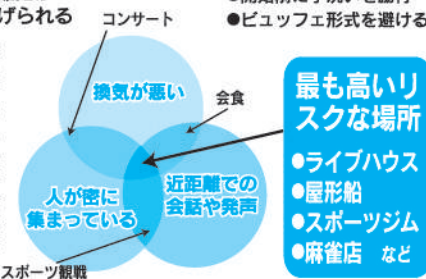 げられる
●ビュッフェ形式を避ける
コンサート
換気が悪い
会食
人が密に
集まっている
近距離での
会話や発声
スポーツ観戦
最も高いリ
スクな場所
●ライブハウス
●屋形船
●スポーツジム
●麻雀店 など